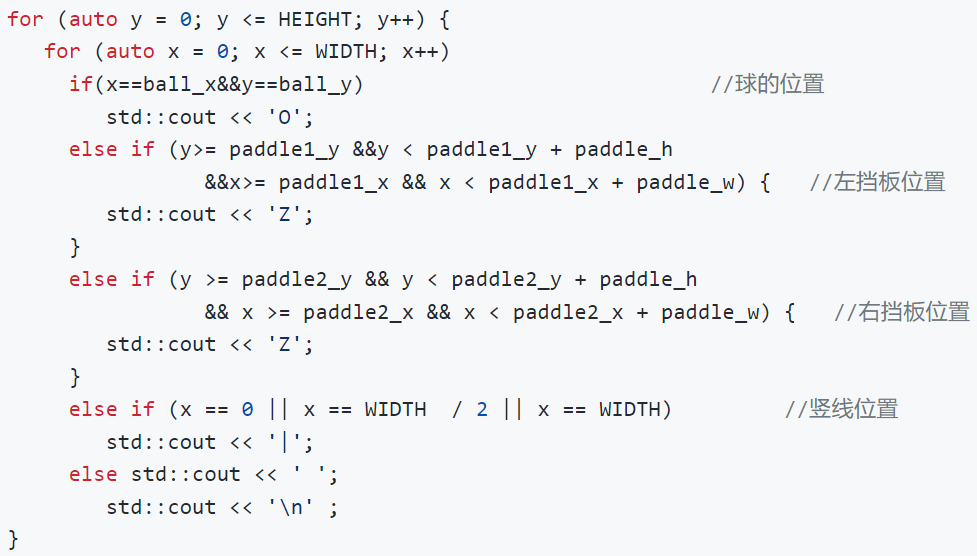 for (auto y = 0; y <= HEIGHT; y++) {
   for (auto x = 0; x <= WIDTH; x++)
     if(x==ball_x&&y==ball_y)                            //球的位置
        std::cout << 'O';
     else if (y>= paddle1_y &&y < paddle1_y + paddle_h
                &&x>= paddle1_x && x < paddle1_x + paddle_w) {   //左挡板位置
        std::cout << 'Z';
     }
     else if (y >= paddle2_y && y < paddle2_y + paddle_h
                && x >= paddle2_x && x < paddle2_x + paddle_w) {   //右挡板位置
        std::cout << 'Z';
     }
     else if (x == 0 || x == WIDTH  / 2 || x == WIDTH)         //竖线位置
        std::cout << '|';
     else std::cout << ' ';
        std::cout << '\n' ;
}